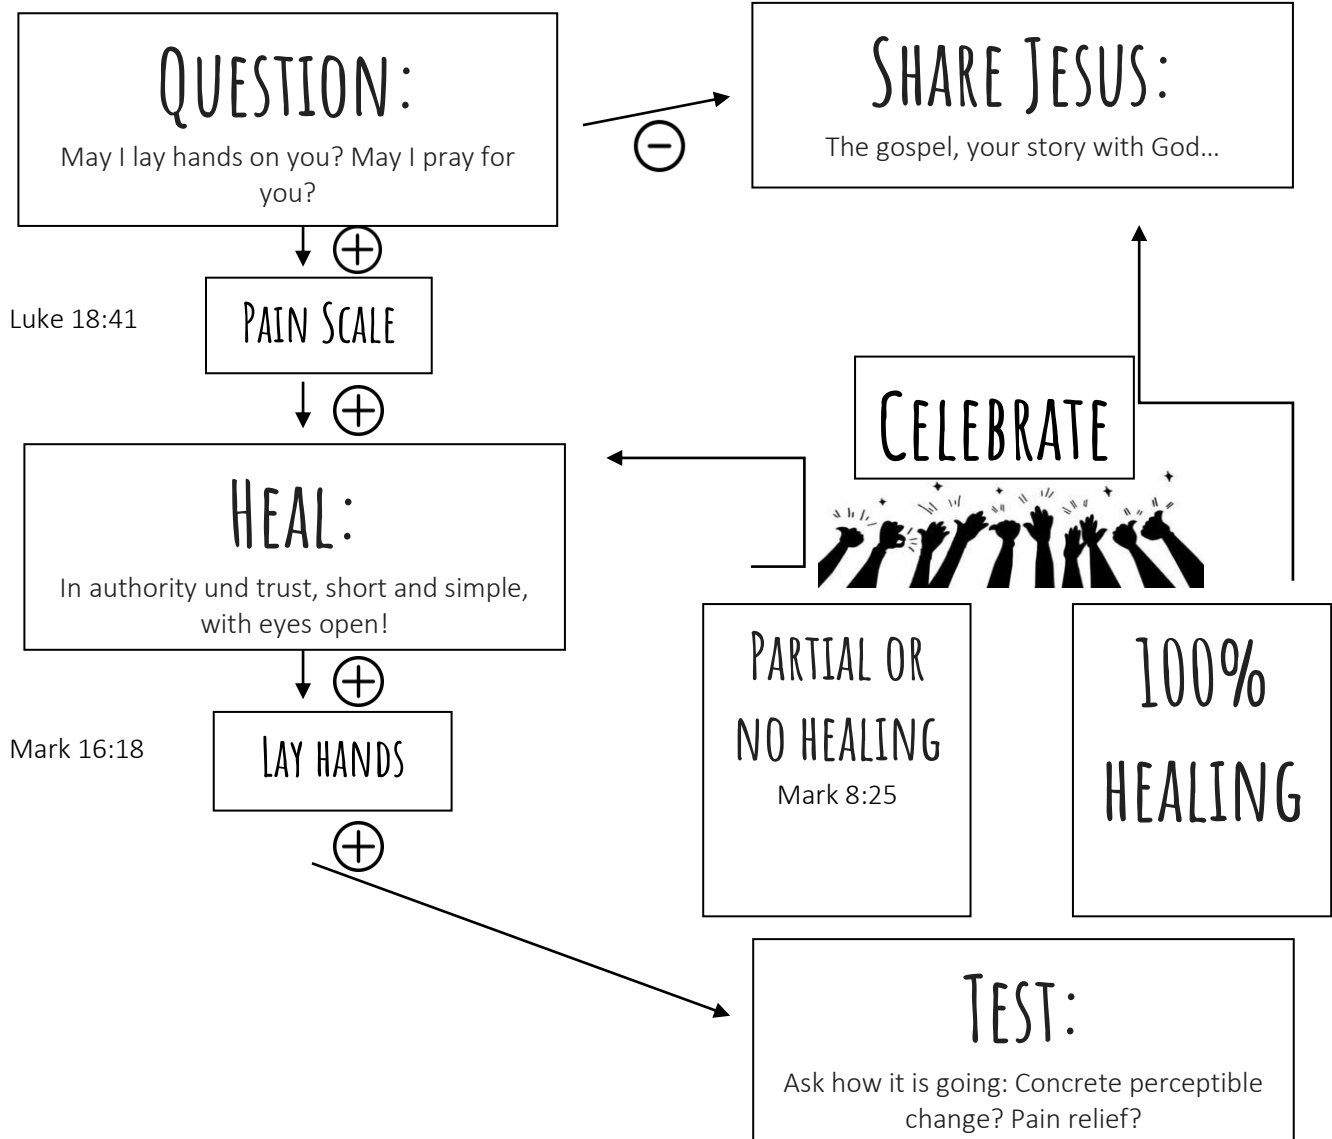 Question:
May I lay hands on you? May I pray for
you?
Share Jesus:
The gospel, your story with God…
Luke 18:41
Pain Scale
Celebrate
Heal:
In authority und trust, short and simple,
with eyes open!
Partial or
no healing
Mark 8:25
100%
healing
Mark 16:18
Lay hands
Test:
Ask how it is going: Concrete perceptible
change? Pain relief?